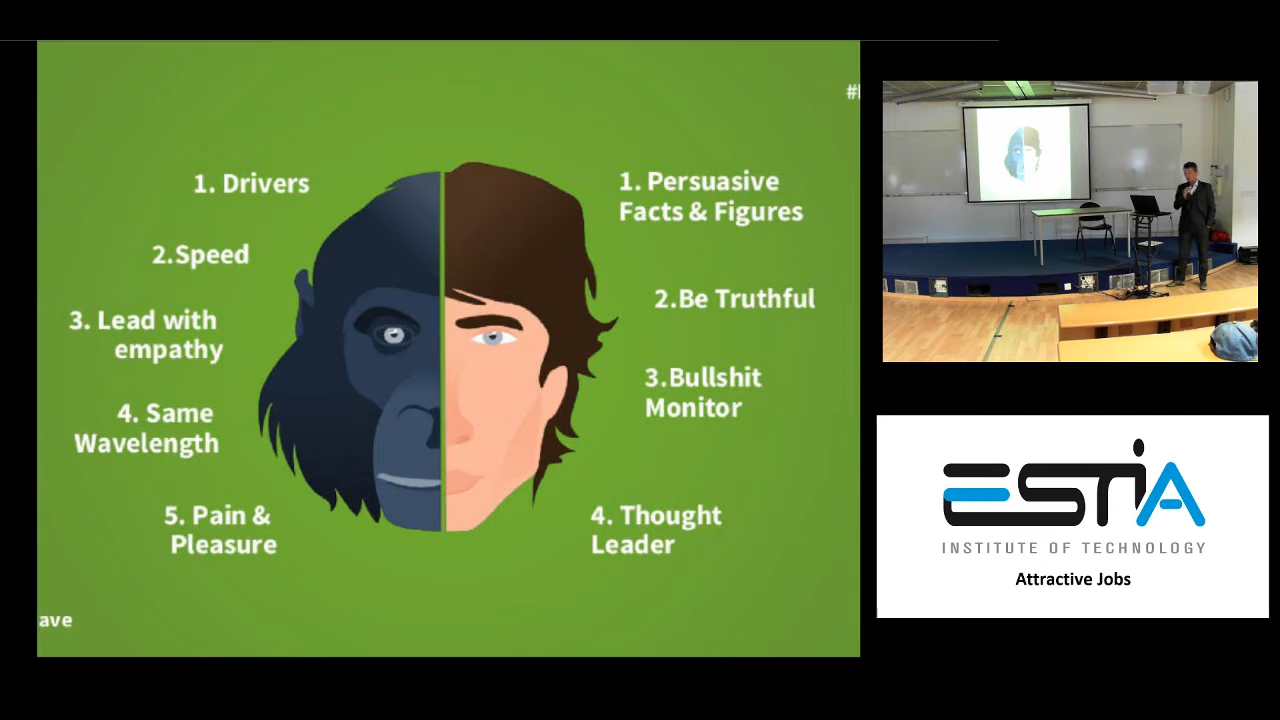 1. Drivers
2.Speed
3. Lead with
empathy
4. Same
Wavelength
5. Pain &
Pleasure
ave
1. Persuasive
Facts & Figures
2.Be Truthful
3.Bullshit
Monitor
4. Thought
Leader
ESTIA
INSTITUTE OF TECHNOLOGY
Attractive Jobs